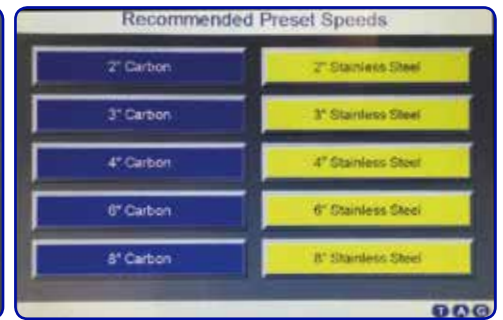 Recommended Preset Speeds
2" Carbon
2" Stainless Steel
3" Carbon
3" Stainless Steel
4" Carbon
4" Stainless Steel
6" Carbon
6" Stainless Steel
8" Carbon
8" Stainless Steel
TAG